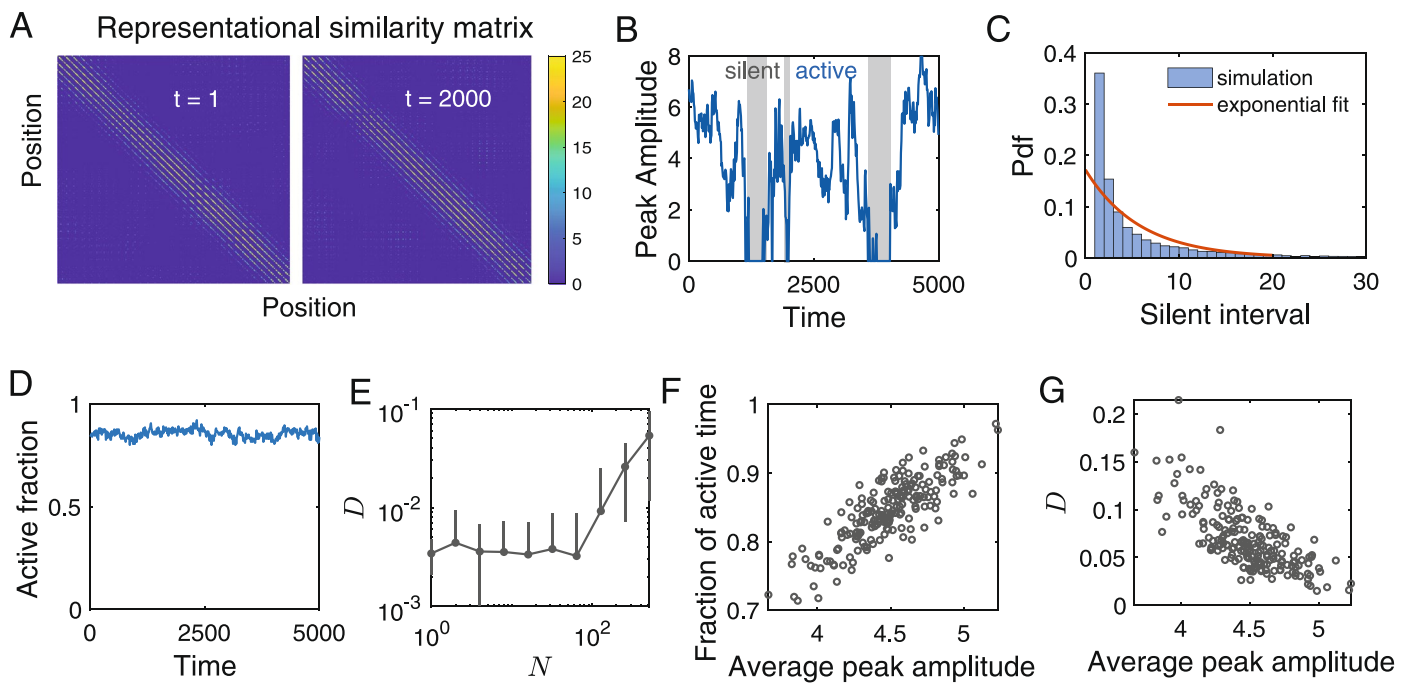 A
Representational similarity matrix
t = 1
t = 2000
25
20
15
10
5
0
Position
Position
B
silent active
8
6
4
2
0
Peak Amplitude
0 2500 5000
Time
C
0.4
0.3
0.2
0.1
0
Pdf
simulation
exponential fit
0 10 20 30
Silent interval
D
1
0.5
0
Active fraction
0 2500 5000
Time
E
10⁻¹
10⁻²
10⁻³
D
10⁰ 10²
N
F
1
0.9
0.8
0.7
Fraction of active time
4 4.5 5
Average peak amplitude
G
0.2
0.15
0.1
0.05
0
D
4 4.5 5
Average peak amplitude